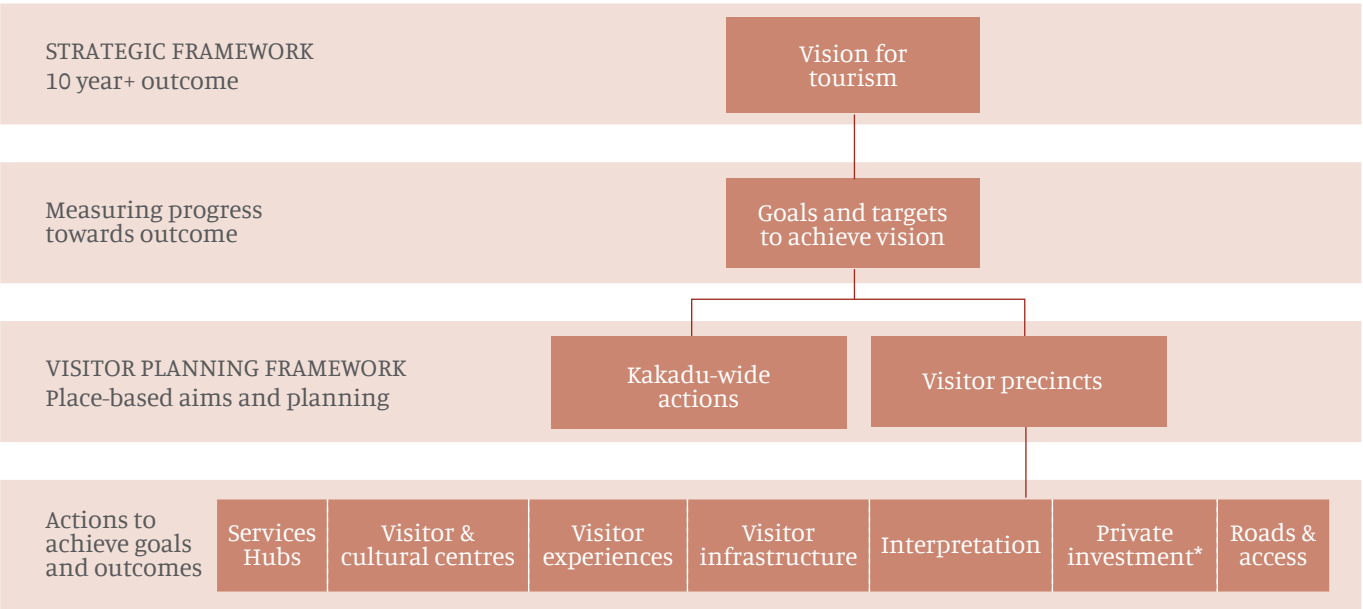 STRATEGIC FRAMEWORK
10 year+ outcome
Vision for
tourism
Measuring progress
towards outcome
Goals and targets
to achieve vision
VISITOR PLANNING FRAMEWORK
Place-based aims and planning
Kakadu-wide
actions
Visitor precincts
Actions to
achieve goals
and outcomes
Services
Hubs
Visitor &
cultural centres
Visitor
experiences
Visitor
infrastructure
Interpretation
Private
investment*
Roads &
access